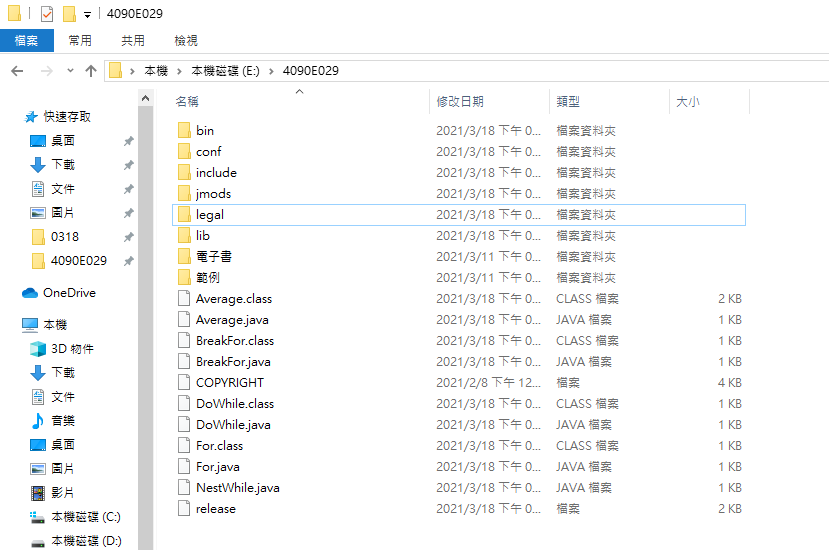 4090E029
檔案 常用 共用 檢視
本機 本機磁碟 (E:) 4090E029
名稱 修改日期 類型 大小
快速存取
桌面
下載
文件
圖片
0318
4090E029
OneDrive
本機
3D 物件
下載
文件
音樂
桌面
圖片
影片
本機磁碟 (C:)
本機磁碟 (D:)
bin 2021/3/18 下午 0... 檔案資料夾
conf 2021/3/18 下午 0... 檔案資料夾
include 2021/3/18 下午 0... 檔案資料夾
jmods 2021/3/18 下午 0... 檔案資料夾
legal 2021/3/18 下午 0... 檔案資料夾
lib 2021/3/18 下午 0... 檔案資料夾
電子書 2021/3/11 下午 0... 檔案資料夾
範例 2021/3/11 下午 0... 檔案資料夾
Average.class 2021/3/18 下午 0... CLASS 檔案 2 KB
Average.java 2021/3/18 下午 0... JAVA 檔案 1 KB
BreakFor.class 2021/3/18 下午 0... CLASS 檔案 1 KB
BreakFor.java 2021/3/18 下午 0... JAVA 檔案 1 KB
COPYRIGHT 2021/2/8 下午 12... 檔案 4 KB
DoWhile.class 2021/3/18 下午 0... CLASS 檔案 1 KB
DoWhile.java 2021/3/18 下午 0... JAVA 檔案 1 KB
For.class 2021/3/18 下午 0... CLASS 檔案 1 KB
For.java 2021/3/18 下午 0... JAVA 檔案 1 KB
NestWhile.java 2021/3/18 下午 0... JAVA 檔案 1 KB
release 2021/3/18 下午 0... 檔案 2 KB